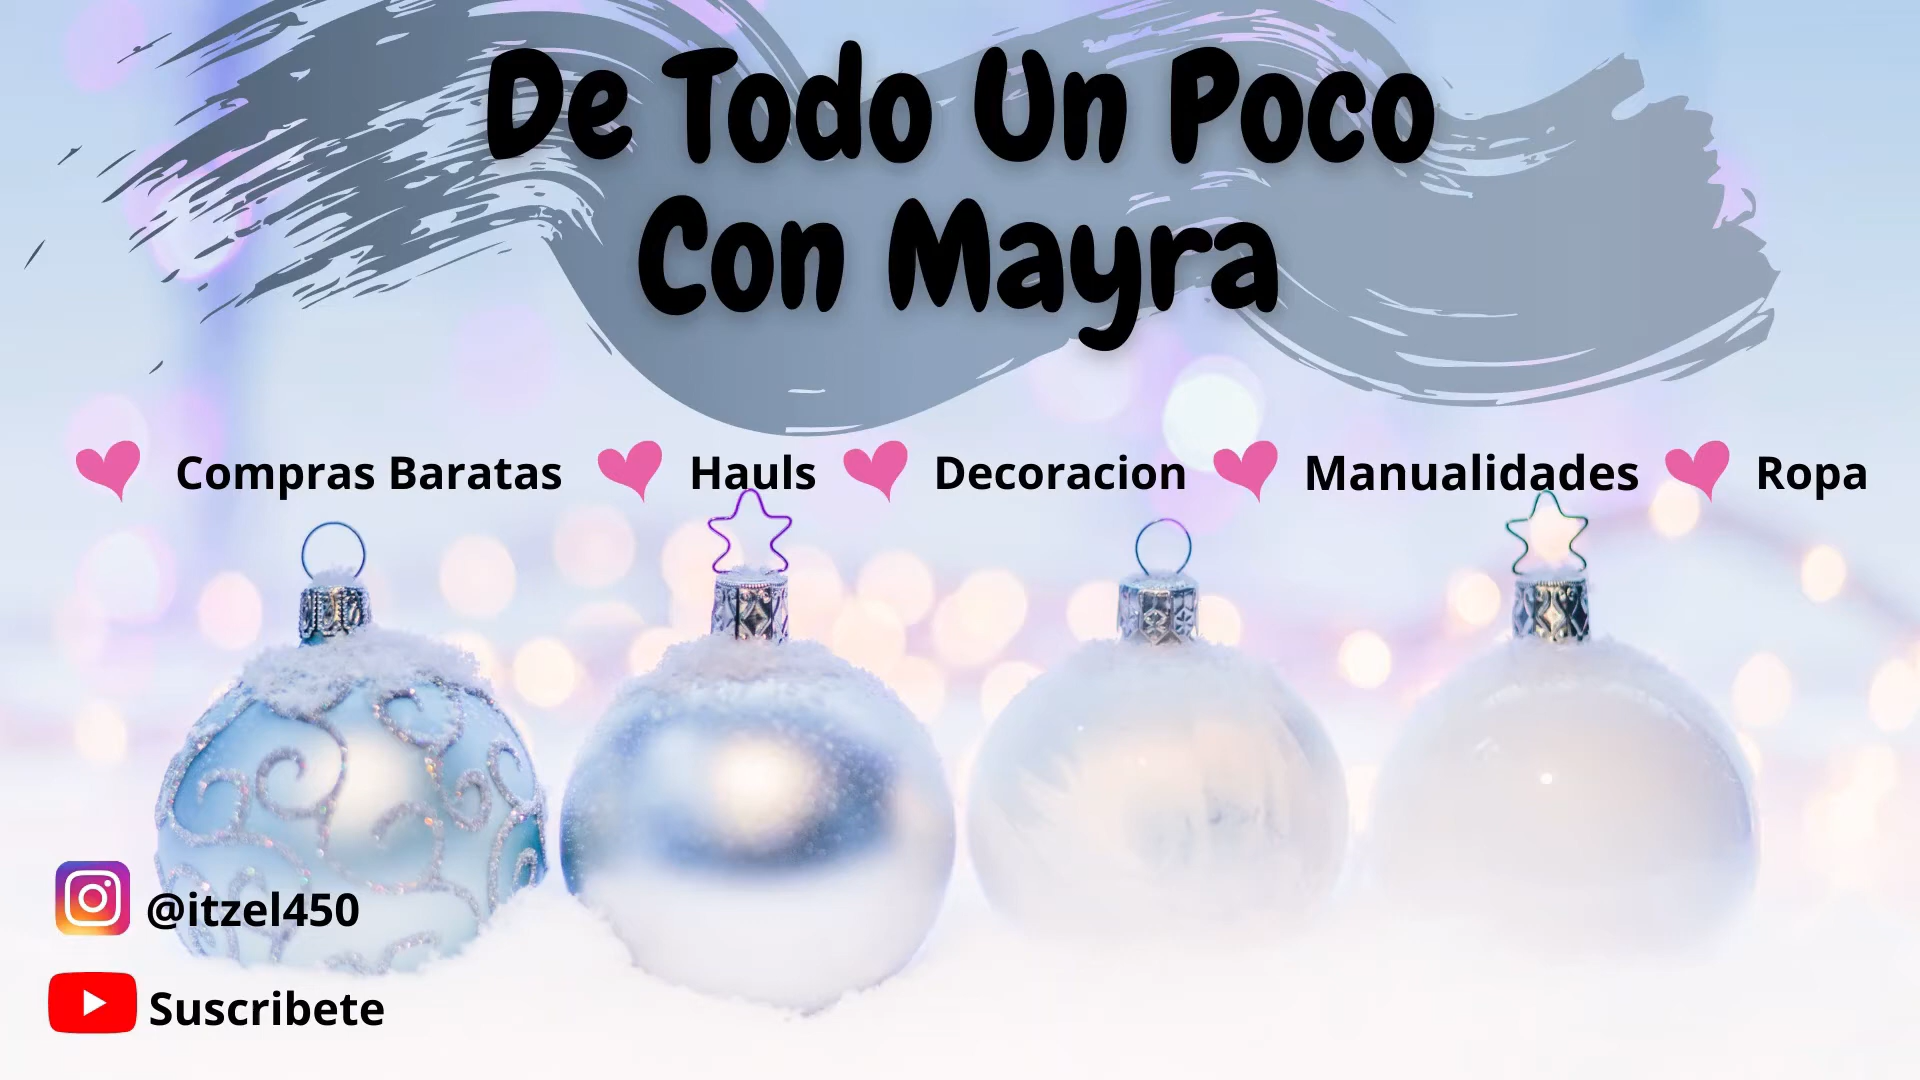 De Todo Un Poco
Con Mayra
Compras Baratas Hauls Decoracion Manualidades Ropa
@itzel450
Suscribete